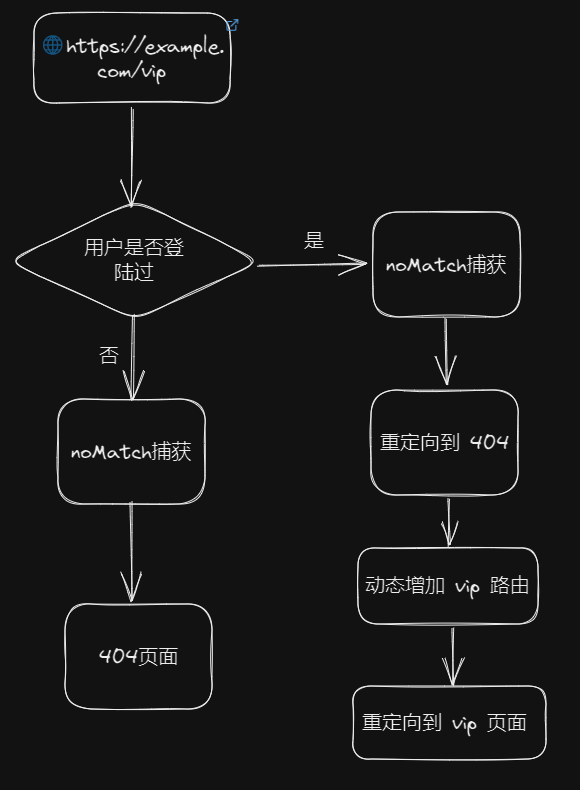 🌐https://example.
com/vip
用户是否登
陆过
是
noMatch捕获
否
重定向到 404
noMatch捕获
动态增加 vip 路由
404页面
重定向到 vip 页面